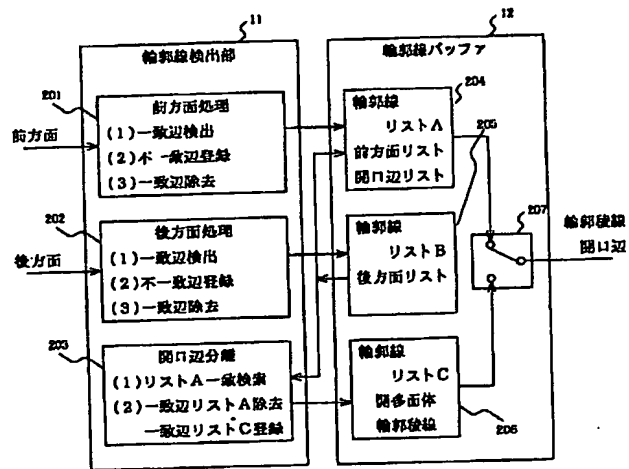 11
12
輪郭線検出部
輪郭線バッファ
201
前方面
前方面処理
(1)一致辺検出
(2)不一致辺登録
(3)一致辺除去
204
輪郭線
リストA
前方面リスト
開口辺リスト
205
202
後方面
後方面処理
(1)一致辺検出
(2)不一致辺登録
(3)一致辺除去
輪郭線
リストB
後方面リスト
207
輪郭稜線
開口辺
203
開口辺分離
(1)リストA一致検索
(2)一致辺リストA除去
一致辺リストC登録
輪郭線
リストC
開多面体
輪郭稜線
206